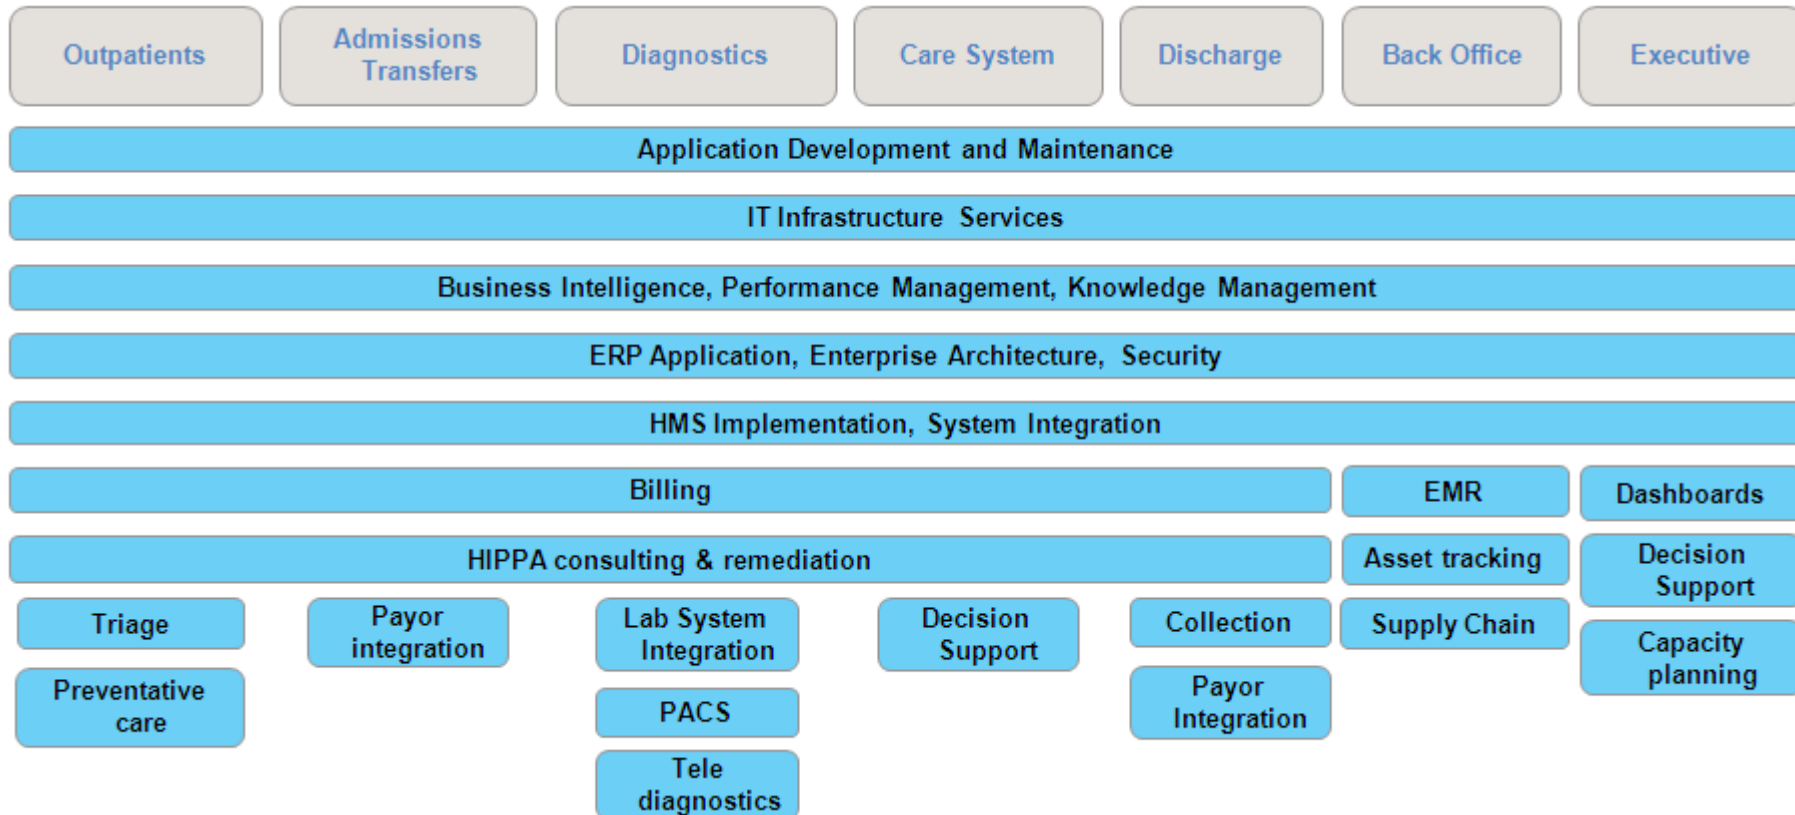 Outpatients
Admissions
Transfers
Diagnostics
Care System
Discharge
Back Office
Executive
Application Development and Maintenance
IT Infrastructure Services
Business Intelligence, Performance Management, Knowledge Management
ERP Application, Enterprise Architecture, Security
HMS Implementation, System Integration
Billing
EMR
Dashboards
HIPPA consulting & remediation
Asset tracking
Decision
Support
Triage
Payor
integration
Lab System
Integration
Decision
Support
Collection
Supply Chain
Capacity
planning
Preventative
care
PACS
Payor
Integration
Tele
diagnostics